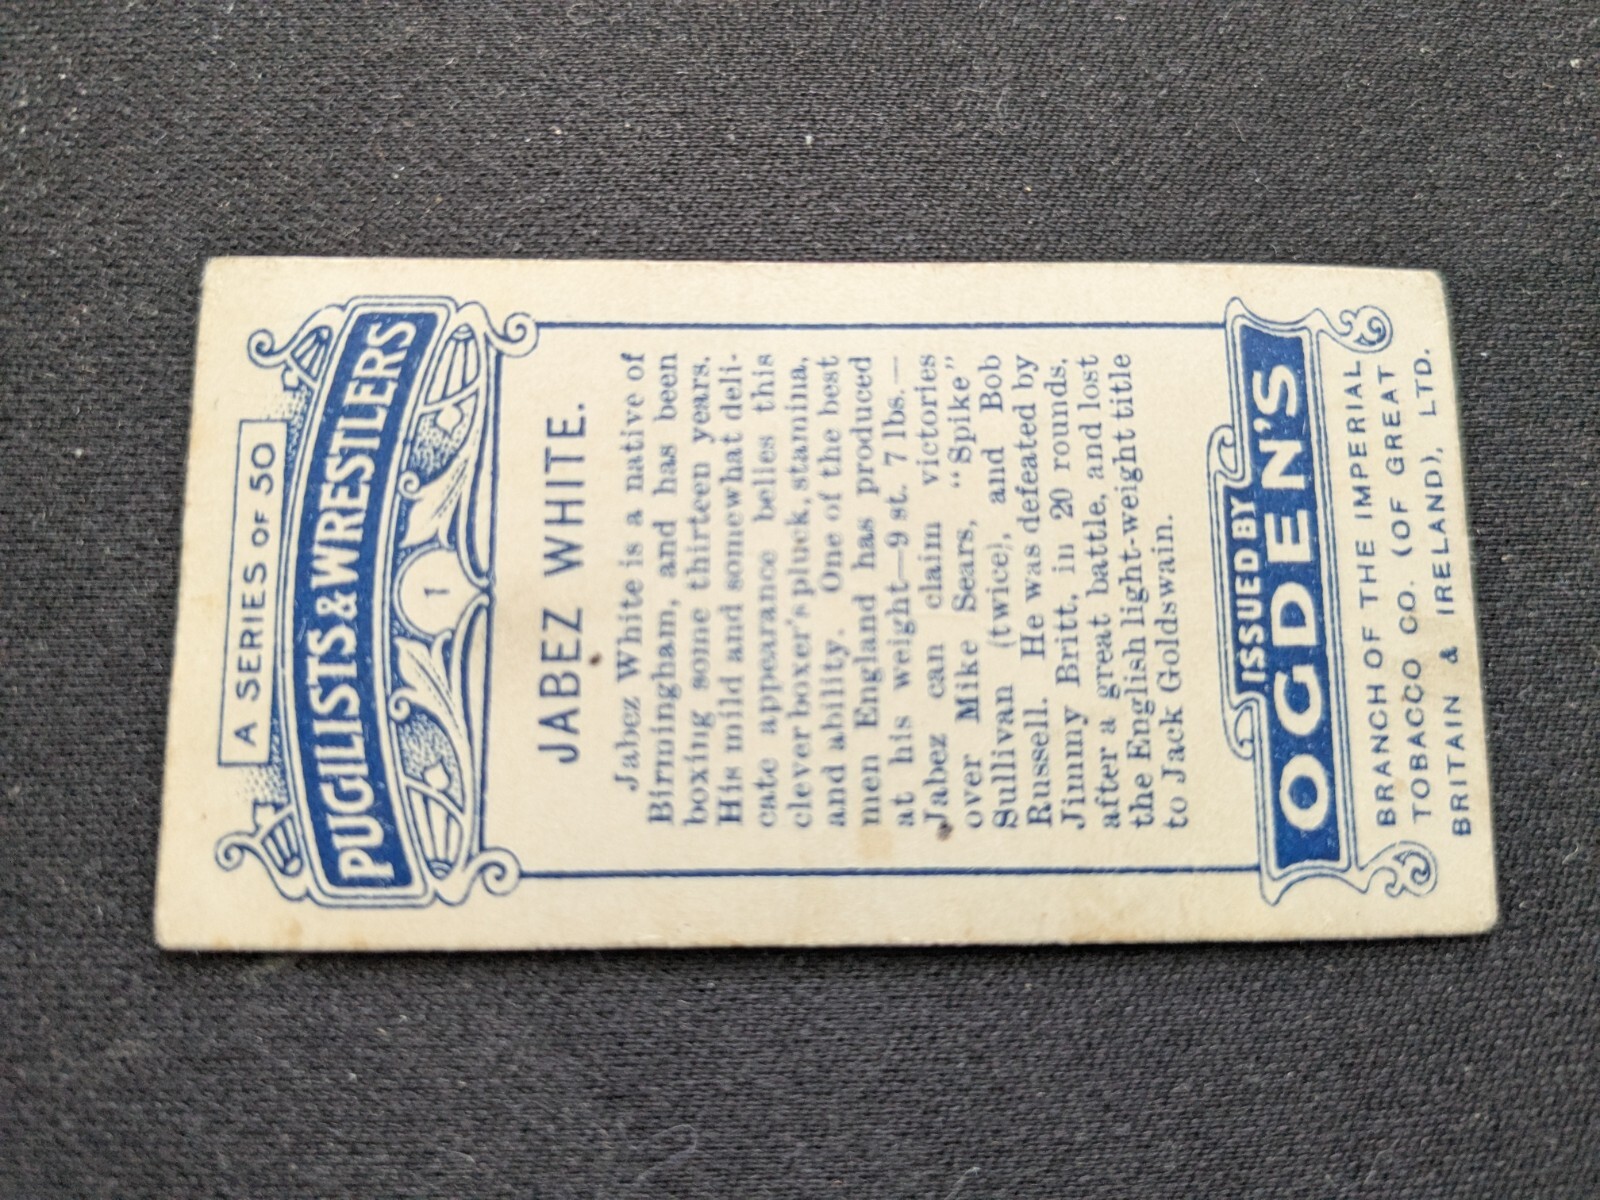 A SERIES OF 50
PUGILISTS & WRESTLERS
1
JABEZ WHITE.
Jabez White is a native of
Birmingham, and has been
boxing some thirteen years.
His mild and somewhat deli-
cate appearance belles this
clever boxer's pluck, stamina,
and ability. One of the best
men England has produced
at his weight—9 st. 7 lbs.—
Jabez can claim victories
over Mike Sears, "Spike"
Sullivan (twice), and Bob
Russell. He was defeated by
Jimmy Britt, in 20 rounds,
after a great battle, and lost
the English light-weight title
to Jack Goldswain.
ISSUED BY
OGDEN'S
BRANCH OF THE IMPERIAL
TOBACCO CO. (OF GREAT
BRITAIN & IRELAND), LTD.